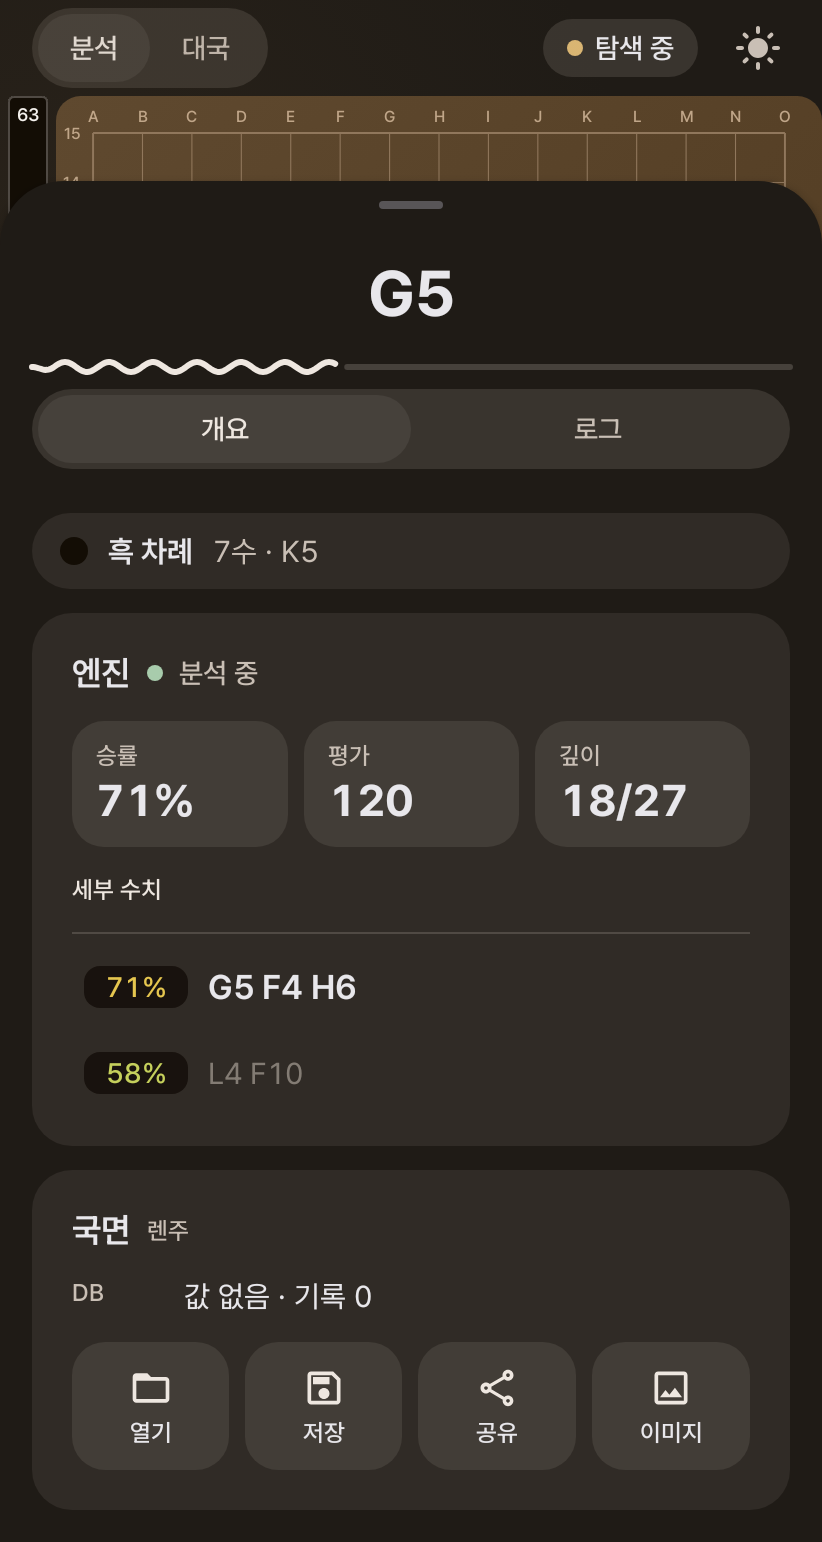 분석 대국 탐색 중
63 A B C D E F G H I J K L M N O
15
14
G5
개요 로그
흑 차례 7수 · K5
엔진 분석 중
승률 평가 깊이
71% 120 18/27
세부 수치
71% G5 F4 H6
58% L4 F10
국면 렌주
DB 값 없음 · 기록 0
열기 저장 공유 이미지